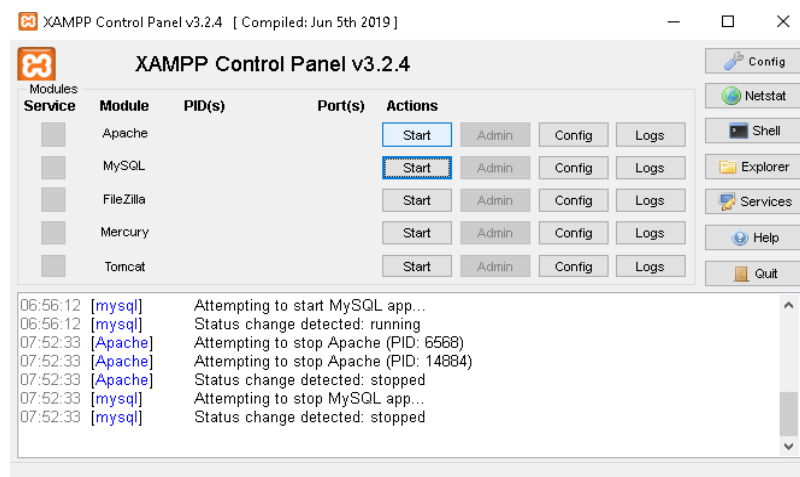 XAMPP Control Panel v3.2.4 [ Compiled: Jun 5th 2019 ]
XAMPP Control Panel v3.2.4
Config
Netstat
Shell
Explorer
Services
Help
Quit
Modules
Service Module PID(s) Port(s) Actions
Apache Start Admin Config Logs
MySQL Start Admin Config Logs
FileZilla Start Admin Config Logs
Mercury Start Admin Config Logs
Tomcat Start Admin Config Logs
06:56:12 [mysql] Attempting to start MySQL app...
06:56:12 [mysql] Status change detected: running
07:52:33 [Apache] Attempting to stop Apache (PID: 6568)
07:52:33 [Apache] Attempting to stop Apache (PID: 14884)
07:52:33 [Apache] Status change detected: stopped
07:52:33 [mysql] Attempting to stop MySQL app...
07:52:33 [mysql] Status change detected: stopped